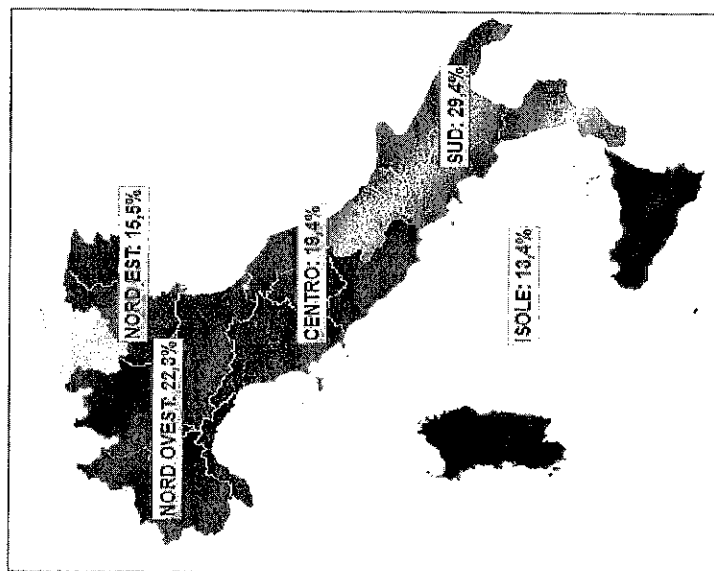 NORD EST: 15,5%
NORD OVEST: 22,3%
CENTRO: 19,4%
SUD: 29,4%
ISOLE: 13,4%